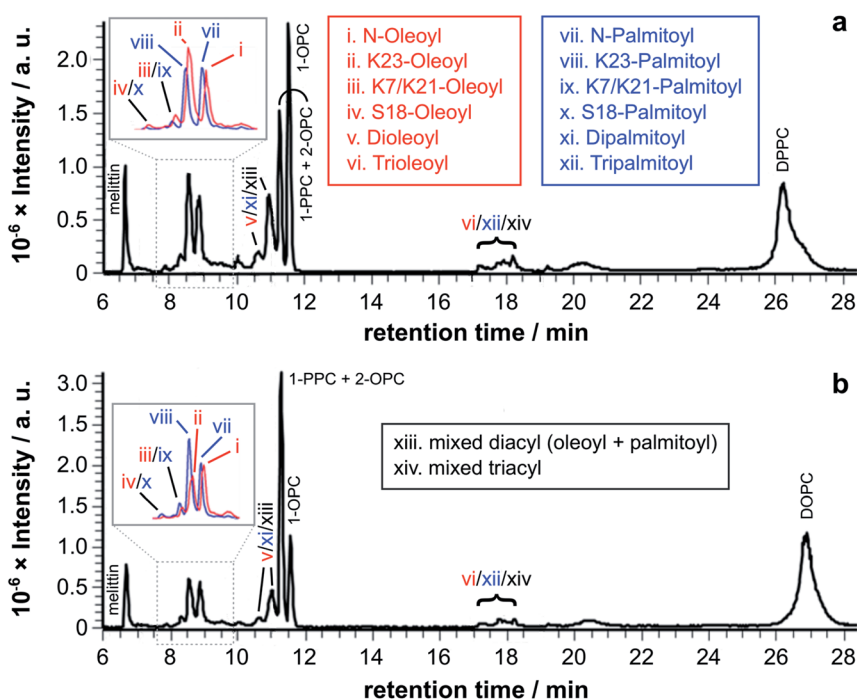 a
10⁻⁶ × Intensity / a. u.
2.0
1.5
1.0
0.5
0
ii
viii
vii
i
iii/ix
iv/x
melittin
v/xi/xiii
1-PPC + 2-OPC
1-OPC
i. N-Oleoyl
ii. K23-Oleoyl
iii. K7/K21-Oleoyl
iv. S18-Oleoyl
v. Dioleoyl
vi. Trioleoyl
vii. N-Palmitoyl
viii. K23-Palmitoyl
ix. K7/K21-Palmitoyl
x. S18-Palmitoyl
xi. Dipalmitoyl
xii. Tripalmitoyl
vi/xii/xiv
DPPC
6 8 10 12 14 16 18 20 22 24 26 28
retention time / min
b
10⁻⁶ × Intensity / a. u.
3.0
2.5
2.0
1.5
1.0
0.5
0
viii
ii
vii
i
iii/ix
iv/x
melittin
v/xi/xiii
1-PPC + 2-OPC
1-OPC
xiii. mixed diacyl (oleoyl + palmitoyl)
xiv. mixed triacyl
vi/xii/xiv
DOPC
6 8 10 12 14 16 18 20 22 24 26 28
retention time / min